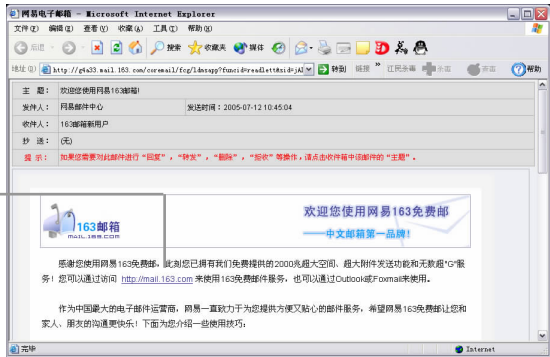 网易电子邮箱 - Microsoft Internet Explorer
文件(F) 编辑(E) 查看(V) 收藏(A) 工具(T) 帮助(H)
后退 搜索 收藏夹 媒体
地址(D) http://g4a33.mail.163.com/coremail/fcg/ldmsapp?funcid=readlett&sid=jAI 转到 链接 » 江民杀毒 帮助
主 题: 欢迎您使用网易163邮箱!
发件人: 网易邮件中心 发送时间: 2005-07-12 10:45:04
收件人: 163邮箱新用户
抄 送: (无)
提 示: 如果您需要对此邮件进行“回复”,“转发”,“删除”,“拒收”等操作,请点击收件箱中该邮件的“主题”。
163邮箱
MAIL.163.COM
欢迎您使用网易163免费邮
——中文邮箱第一品牌!
感谢您使用网易163免费邮,此刻您已拥有我们免费提供的2000兆超大空间、超大附件发送功能和无数超"G"服
务!您可以通过访问 http://mail.163.com 来使用163免费邮件服务,也可以通过Outlook或Foxmail来使用。
作为中国最大的电子邮件运营商,网易一直致力于为您提供方便又贴心的邮件服务,希望网易163免费邮让您和
家人、朋友的沟通更快乐!下面为您介绍一些使用技巧:
完毕 Internet